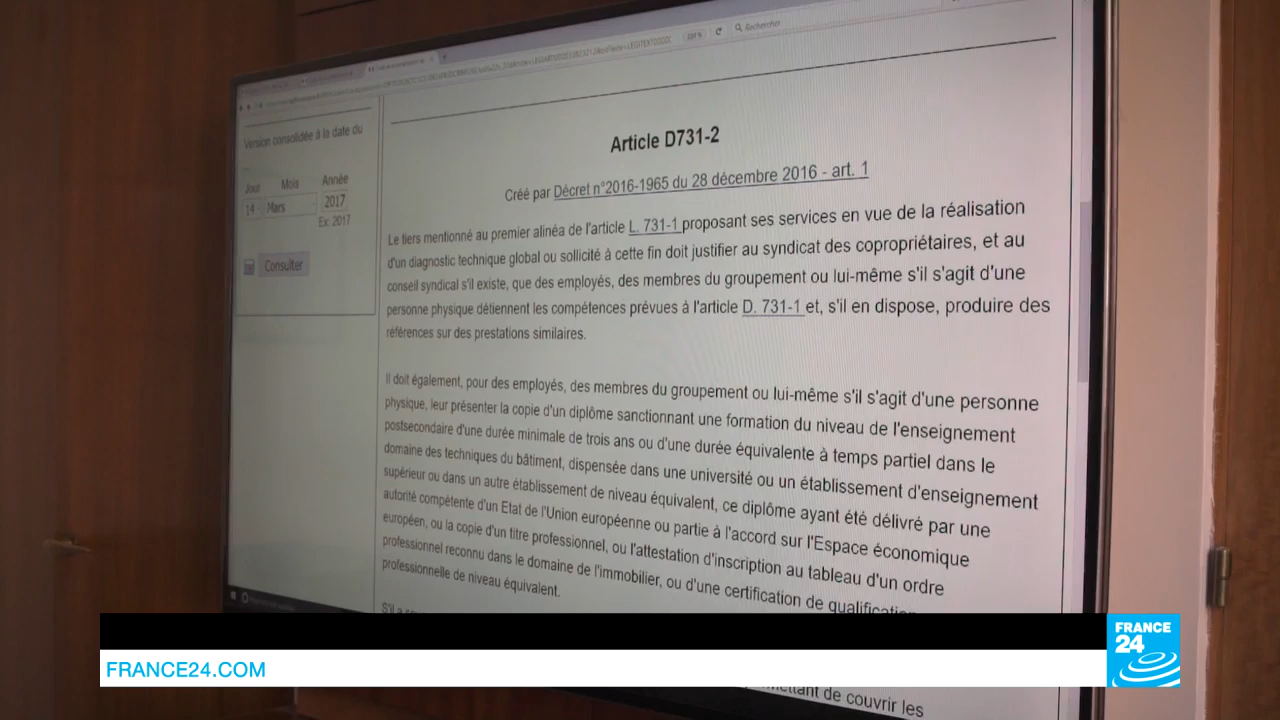 Rechercher
Version consolidée à la date du
Jour Mois Année
14 Mars 2017
Ex: 2017
Consulter
Article D731-2
Créé par Décret n°2016-1965 du 28 décembre 2016 - art. 1
Le tiers mentionné au premier alinéa de l'article L. 731-1 proposant ses services en vue de la réalisation
d'un diagnostic technique global ou sollicité à cette fin doit justifier au syndicat des copropriétaires, et au
conseil syndical s'il existe, que des employés, des membres du groupement ou lui-même s'il s'agit d'une
personne physique détiennent les compétences prévues à l'article D. 731-1 et, s'il en dispose, produire des
références sur des prestations similaires.
Il doit également, pour des employés, des membres du groupement ou lui-même s'il s'agit d'une personne
physique, leur présenter la copie d'un diplôme sanctionnant une formation du niveau de l'enseignement
postsecondaire d'une durée minimale de trois ans ou d'une durée équivalente à temps partiel dans le
domaine des techniques du bâtiment, dispensée dans une université ou un établissement d'enseignement
supérieur ou dans un autre établissement de niveau équivalent, ce diplôme ayant été délivré par une
autorité compétente d'un Etat de l'Union européenne ou partie à l'accord sur l'Espace économique
européen, ou la copie d'un titre professionnel, ou l'attestation d'inscription au tableau d'un ordre
professionnel reconnu dans le domaine de l'immobilier, ou d'une certification de qualification
professionnelle de niveau équivalent.
S'il a
FRANCE
24
FRANCE24.COM
de couvrir les